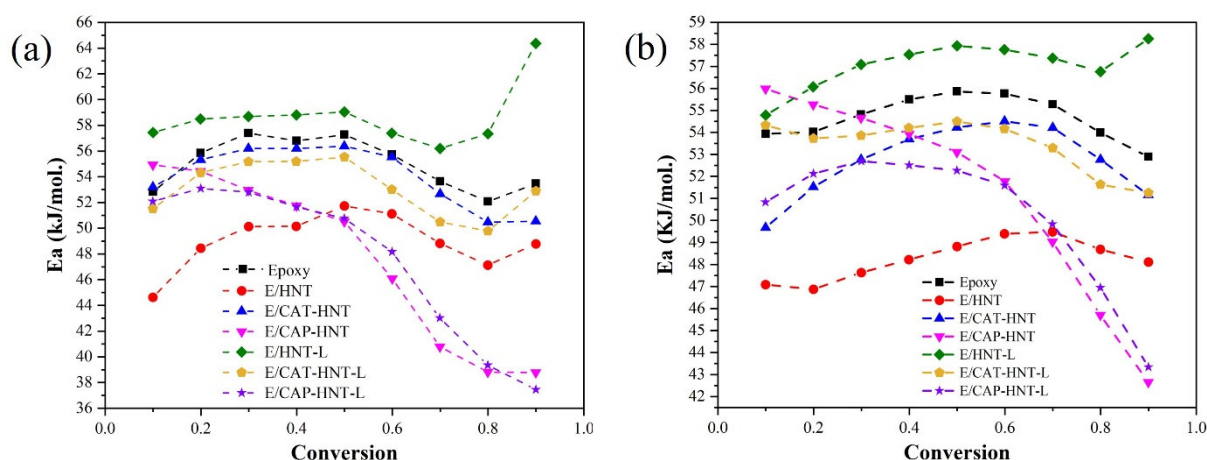 (a)
66
64
62
60
58
56
54
52
50
48
46
44
42
40
38
36
Ea (kJ/mol.)
Epoxy
E/HNT
E/CAT-HNT
E/CAP-HNT
E/HNT-L
E/CAT-HNT-L
E/CAP-HNT-L
0.0 0.2 0.4 0.6 0.8 1.0
Conversion
(b)
59
58
57
56
55
54
53
52
51
50
49
48
47
46
45
44
43
42
Ea (KJ/mol.)
Epoxy
E/HNT
E/CAT-HNT
E/CAP-HNT
E/HNT-L
E/CAT-HNT-L
E/CAP-HNT-L
0.0 0.2 0.4 0.6 0.8 1.0
Conversion